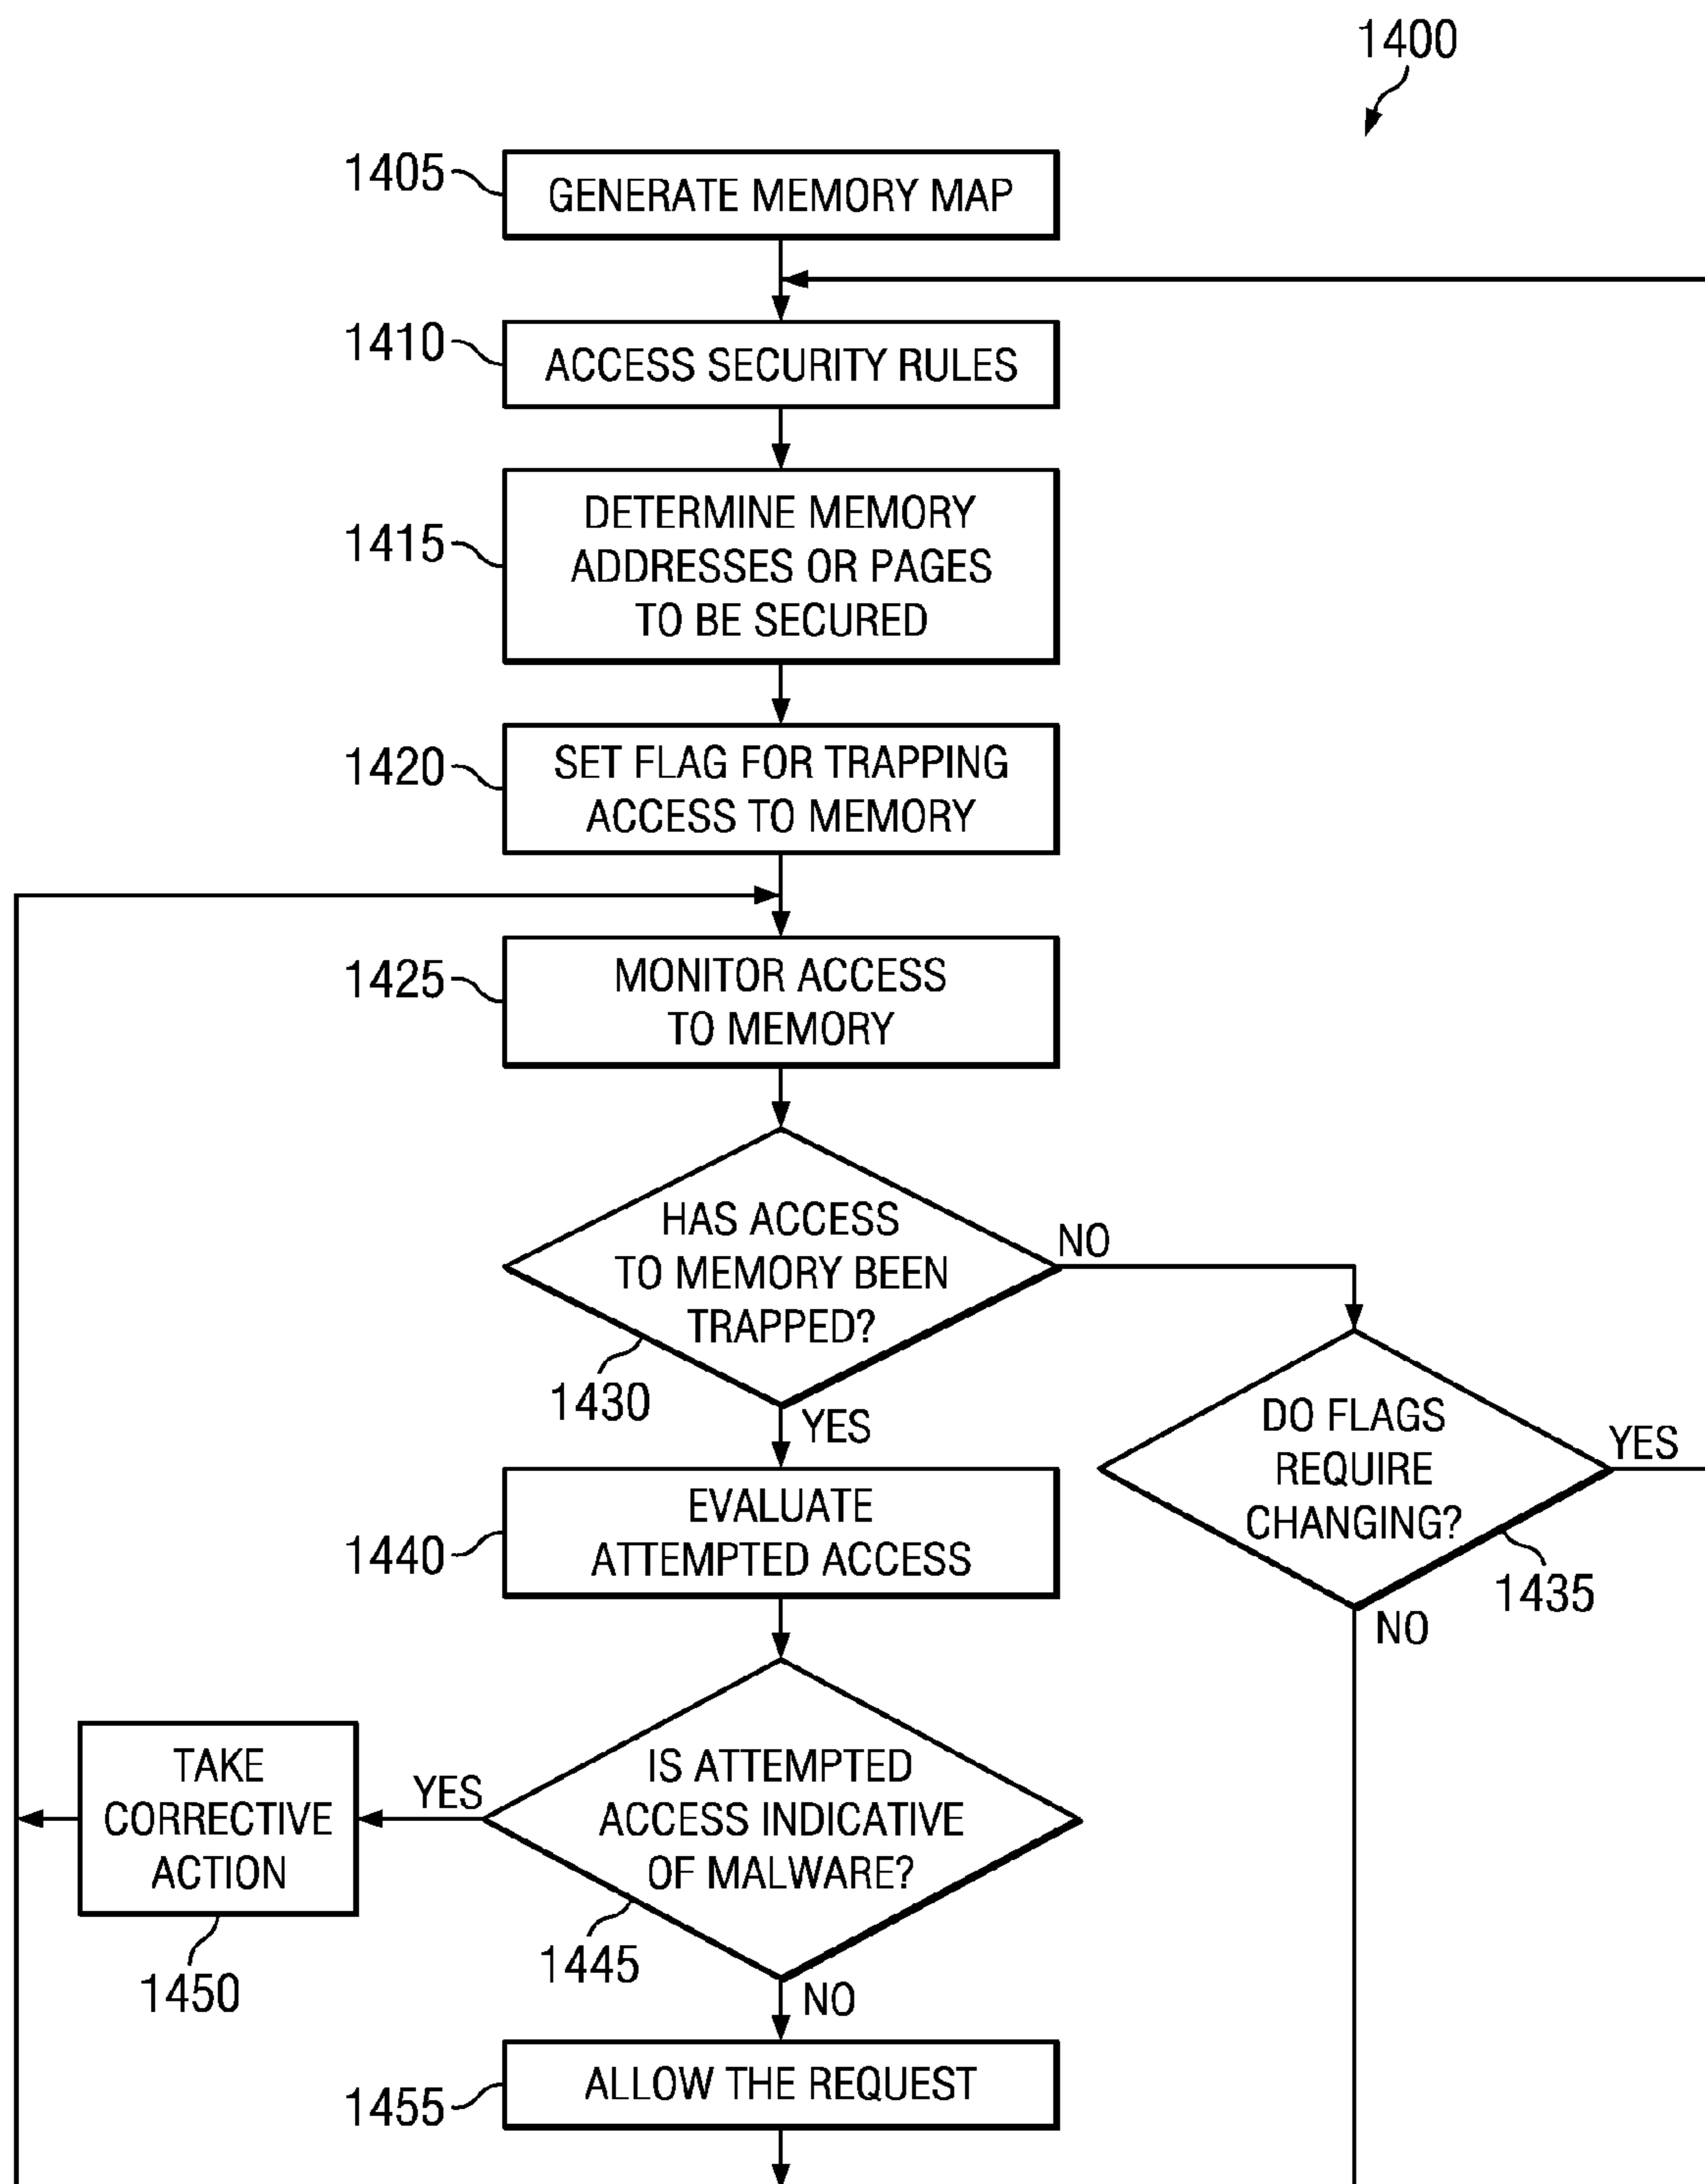 1400
1405
GENERATE MEMORY MAP
1410
ACCESS SECURITY RULES
1415
DETERMINE MEMORY
ADDRESSES OR PAGES
TO BE SECURED
1420
SET FLAG FOR TRAPPING
ACCESS TO MEMORY
1425
MONITOR ACCESS
TO MEMORY
HAS ACCESS
TO MEMORY BEEN
TRAPPED?
NO
1430
YES
DO FLAGS
REQUIRE
CHANGING?
YES
1435
NO
1440
EVALUATE
ATTEMPTED ACCESS
IS ATTEMPTED
ACCESS INDICATIVE
OF MALWARE?
YES
1445
TAKE
CORRECTIVE
ACTION
1450
NO
1455
ALLOW THE REQUEST